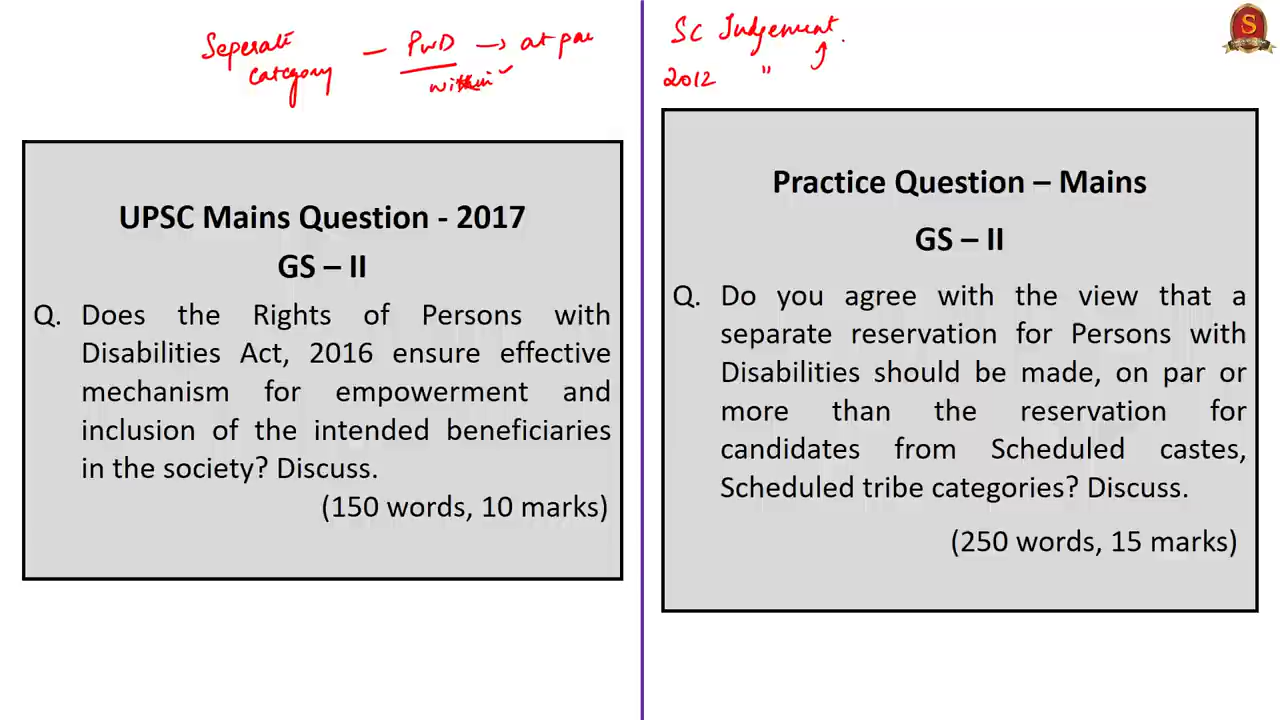 Seperate – PwD → at par
category within ✓
SC Judgement.
2012 "
UPSC Mains Question - 2017
GS – II
Q. Does the Rights of Persons with
Disabilities Act, 2016 ensure effective
mechanism for empowerment and
inclusion of the intended beneficiaries
in the society? Discuss.
(150 words, 10 marks)
S
Practice Question – Mains
GS – II
Q. Do you agree with the view that a
separate reservation for Persons with
Disabilities should be made, on par or
more than the reservation for
candidates from Scheduled castes,
Scheduled tribe categories? Discuss.
(250 words, 15 marks)